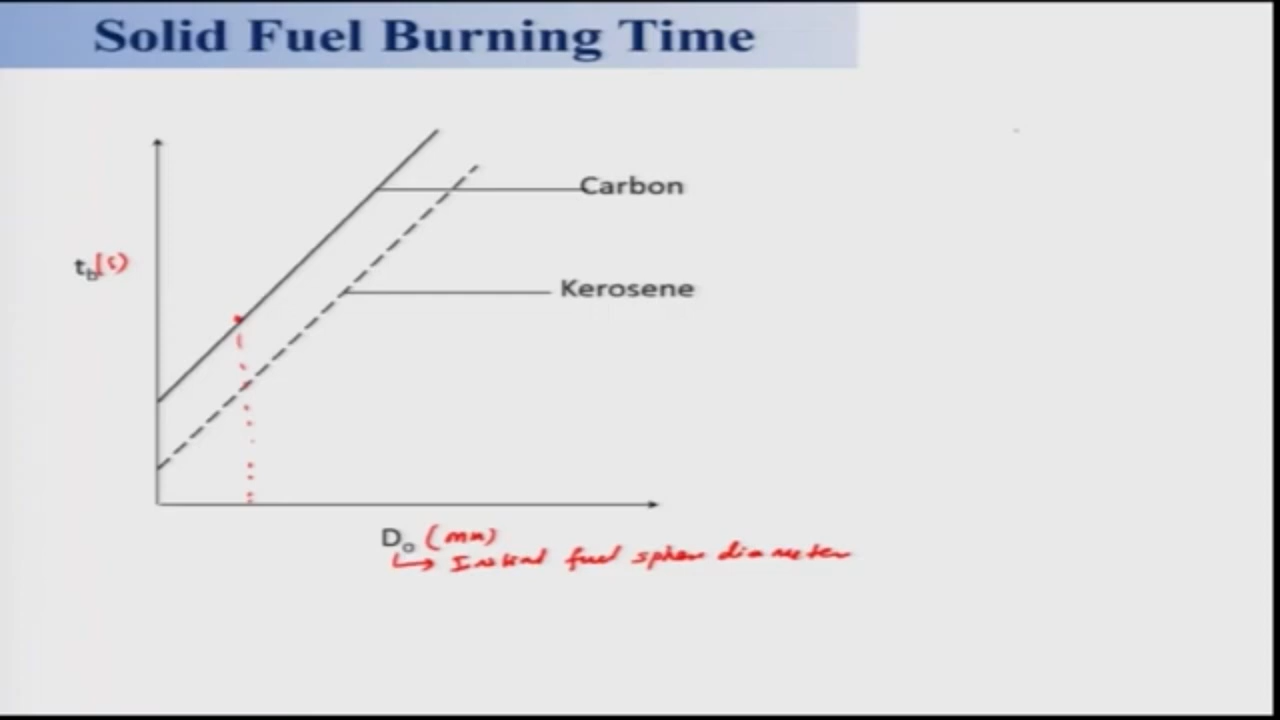 Solid Fuel Burning Time
Carbon
t_b (s)
Kerosene
D_o (mm)
Initial fuel sphere diameter